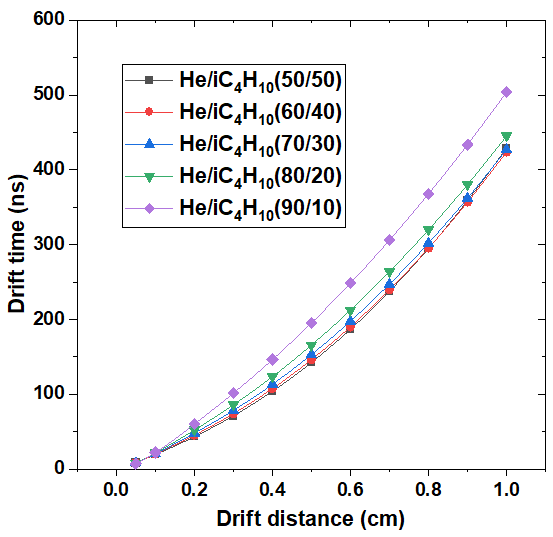 600
500
400
300
200
100
0
Drift time (ns)
He/iC₄H₁₀(50/50)
He/iC₄H₁₀(60/40)
He/iC₄H₁₀(70/30)
He/iC₄H₁₀(80/20)
He/iC₄H₁₀(90/10)
0.0 0.2 0.4 0.6 0.8 1.0
Drift distance (cm)